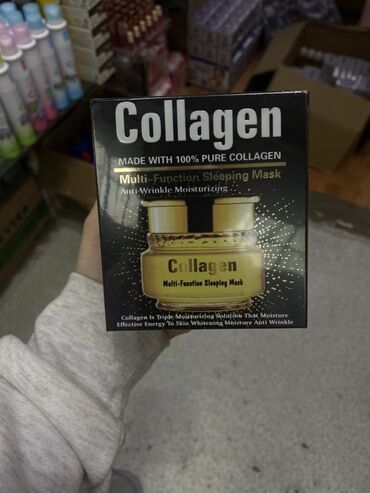 Collagen
MADE WITH 100% PURE COLLAGEN
Multi-Function Sleeping Mask
Anti-Wrinkle Moisturizing
Collagen
Multi-Function Sleeping Mask
Collagen Is Triple Moisturizing Solution That Moisture
Effective Energy To Skin Whitening Moisture Anti Wrinkle